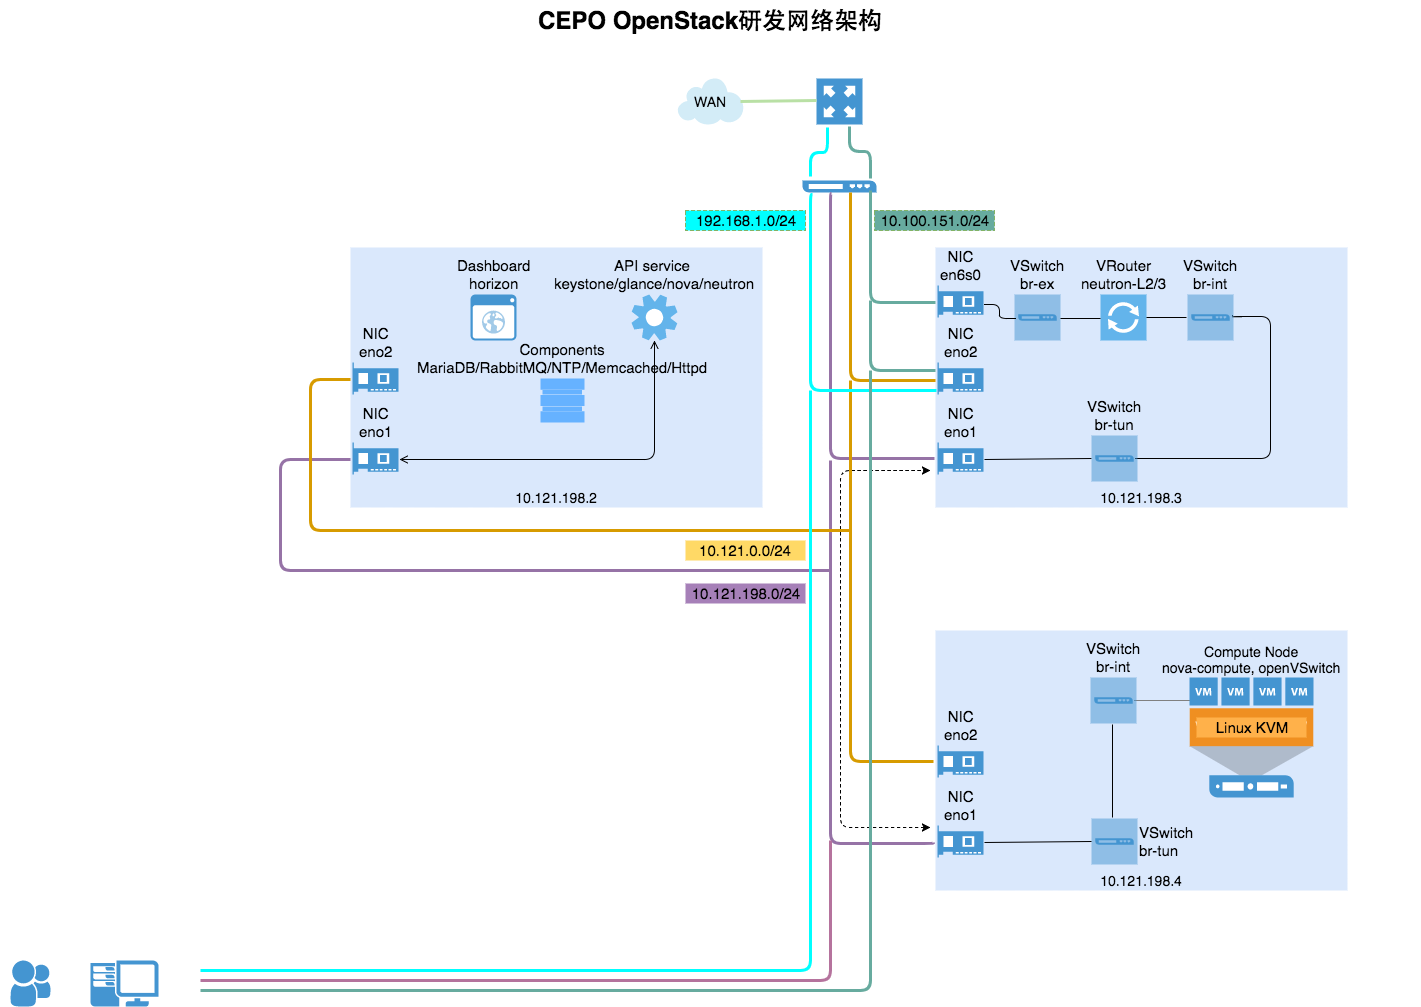 CEPO OpenStack研发网络架构
WAN
192.168.1.0/24
10.100.151.0/24
Dashboard
horizon
API service
keystone/glance/nova/neutron
NIC
eno2
Components
MariaDB/RabbitMQ/NTP/Memcached/Httpd
NIC
eno1
10.121.198.2
NIC
en6s0
VSwitch
br-ex
VRouter
neutron-L2/3
VSwitch
br-int
NIC
eno2
NIC
eno1
VSwitch
br-tun
10.121.198.3
10.121.0.0/24
10.121.198.0/24
VSwitch
br-int
Compute Node
nova-compute, openVSwitch
VM
VM
VM
VM
Linux KVM
NIC
eno2
NIC
eno1
VSwitch
br-tun
10.121.198.4